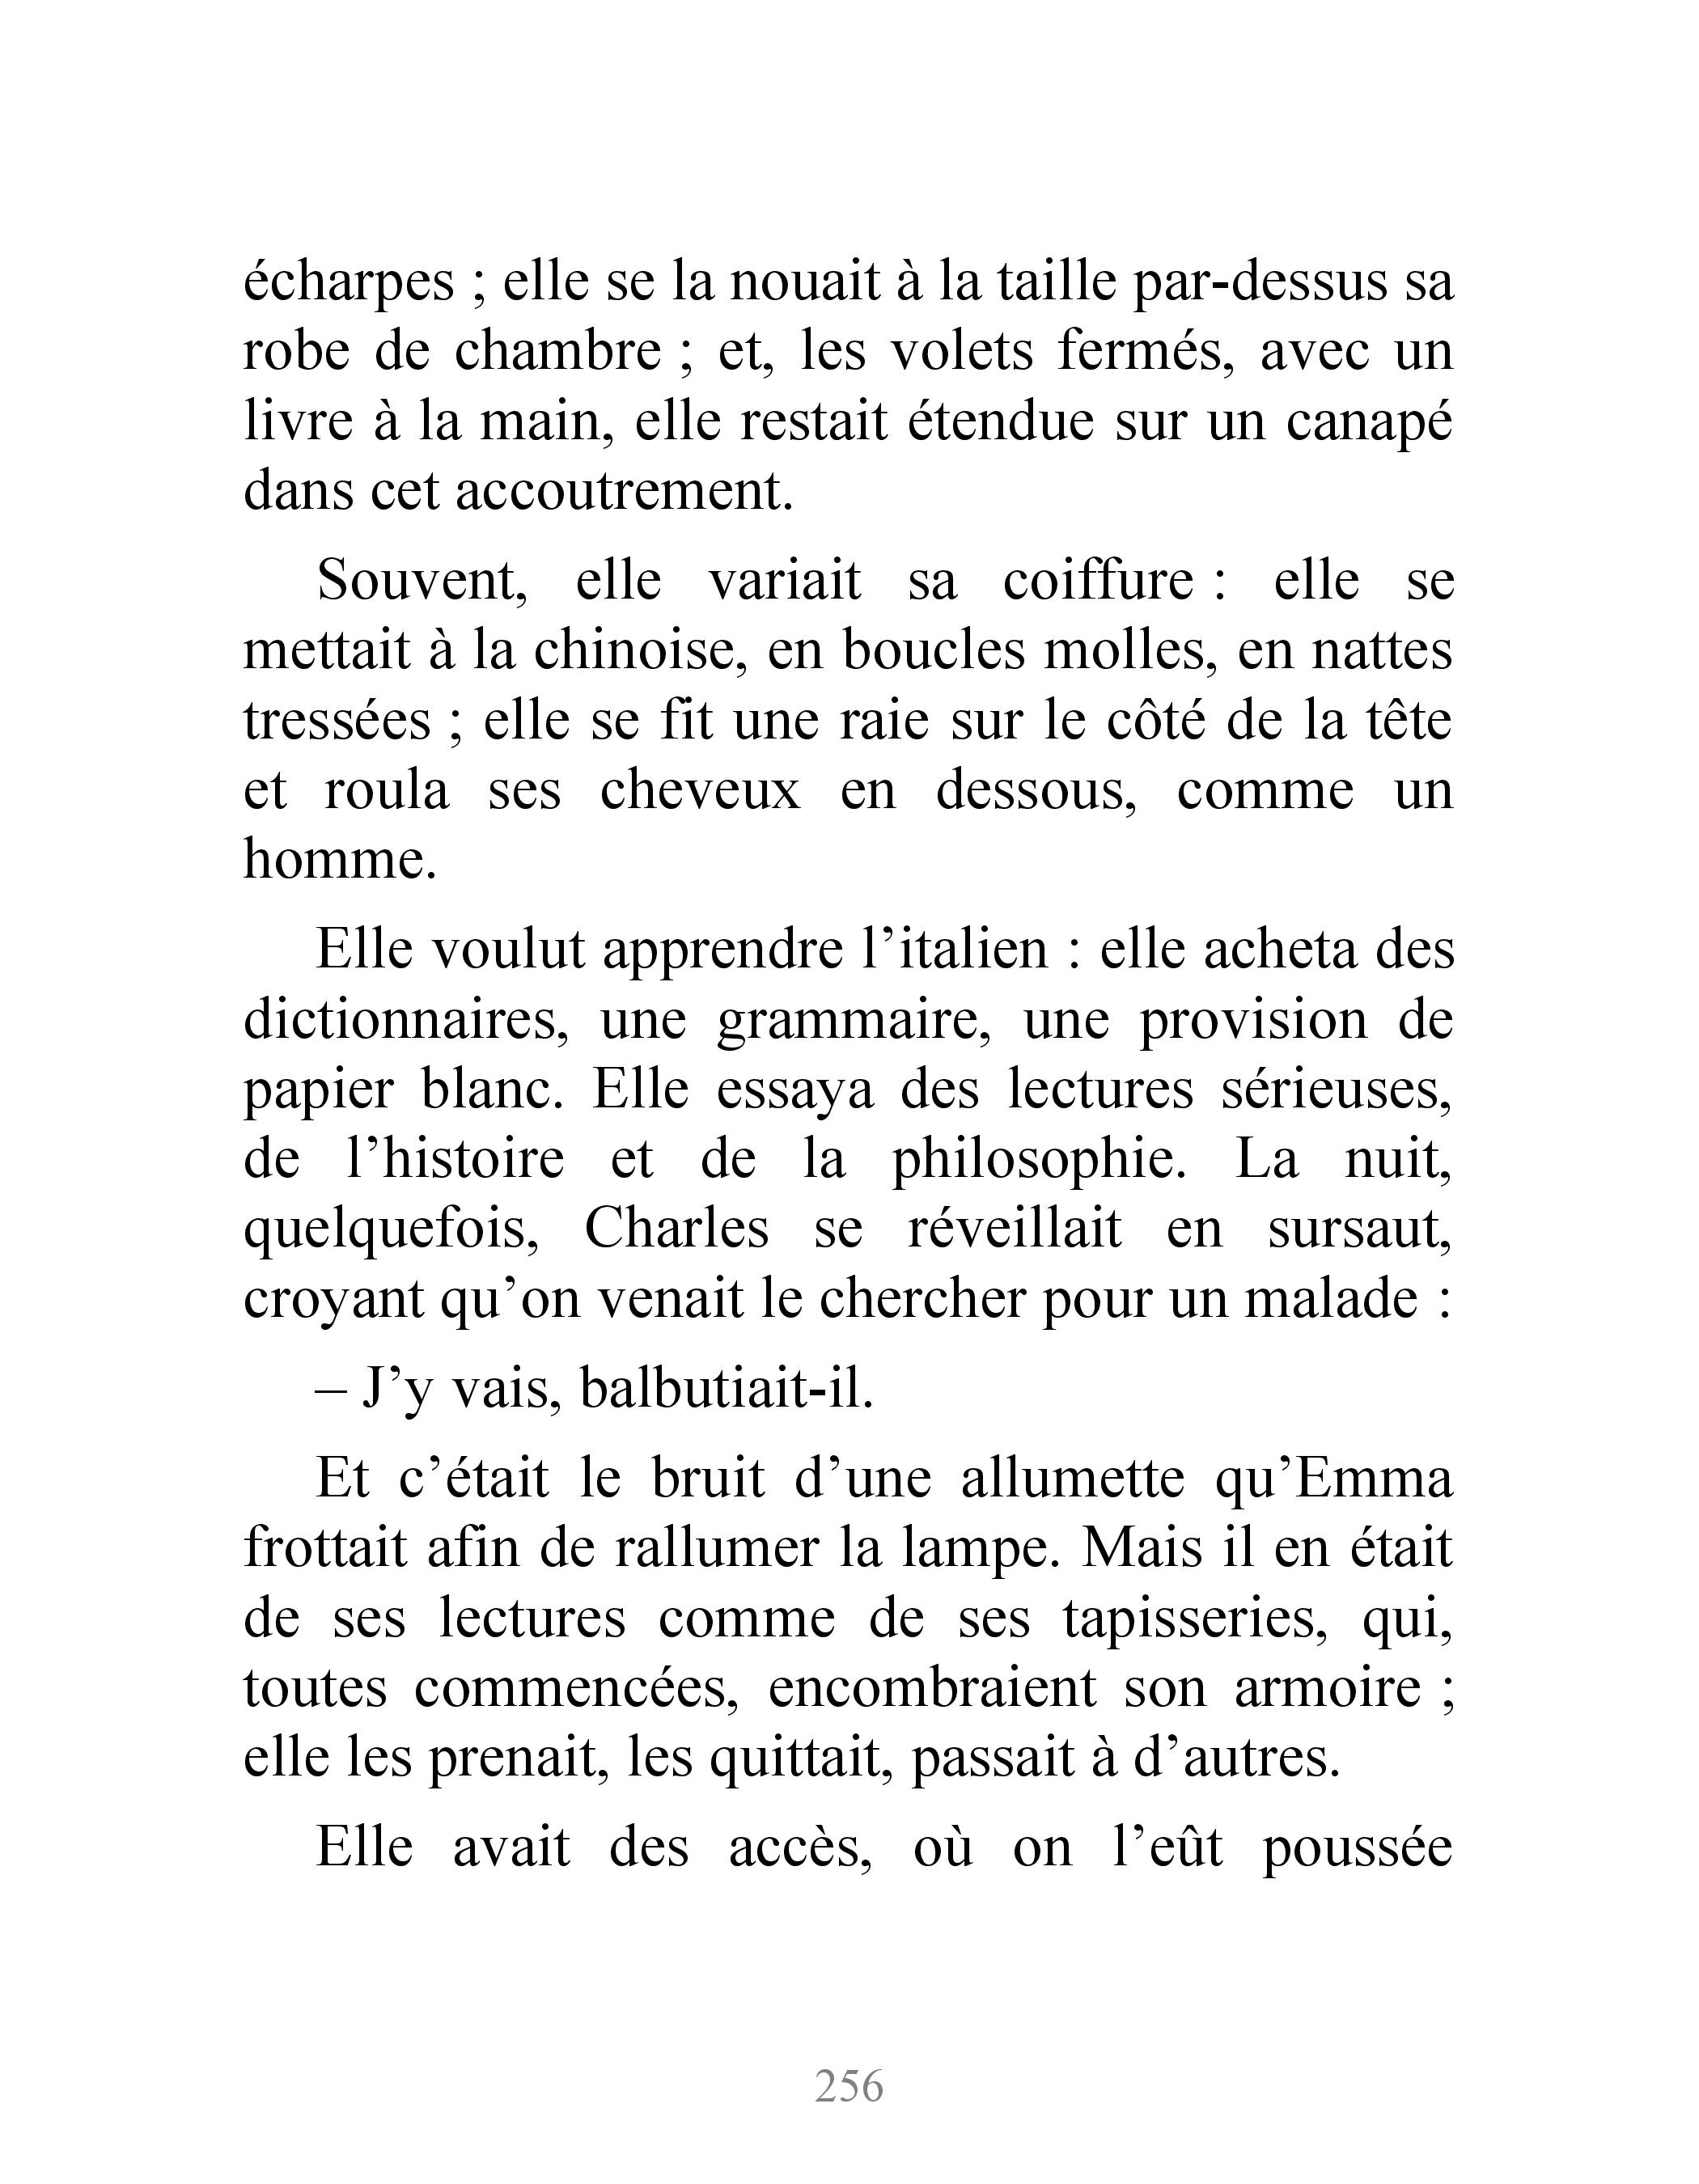 écharpes ; elle se la nouait à la taille par-dessus sa
robe de chambre ; et, les volets fermés, avec un
livre à la main, elle restait étendue sur un canapé
dans cet accoutrement.
Souvent, elle variait sa coiffure : elle se
mettait à la chinoise, en boucles molles, en nattes
tressées ; elle se fit une raie sur le côté de la tête
et roula ses cheveux en dessous, comme un
homme.
Elle voulut apprendre l’italien : elle acheta des
dictionnaires, une grammaire, une provision de
papier blanc. Elle essaya des lectures sérieuses,
de l’histoire et de la philosophie. La nuit,
quelquefois, Charles se réveillait en sursaut,
croyant qu’on venait le chercher pour un malade :
– J’y vais, balbutiait-il.
Et c’était le bruit d’une allumette qu’Emma
frottait afin de rallumer la lampe. Mais il en était
de ses lectures comme de ses tapisseries, qui,
toutes commencées, encombraient son armoire ;
elle les prenait, les quittait, passait à d’autres.
Elle avait des accès, où on l’eût poussée
256